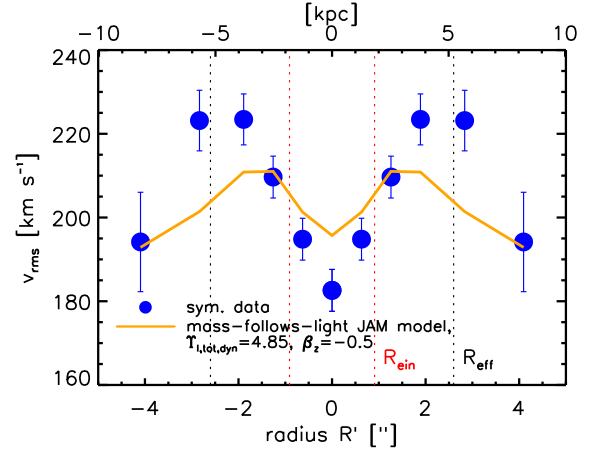 [kpc]
−10 −5 0 5 10
240
220
200
180
160
v_rms [km s⁻¹]
sym. data
mass−follows−light JAM model,
ϒ_I,tot,dyn=4.85, β_z=−0.5
R_ein R_eff
−4 −2 0 2 4
radius R' ["]